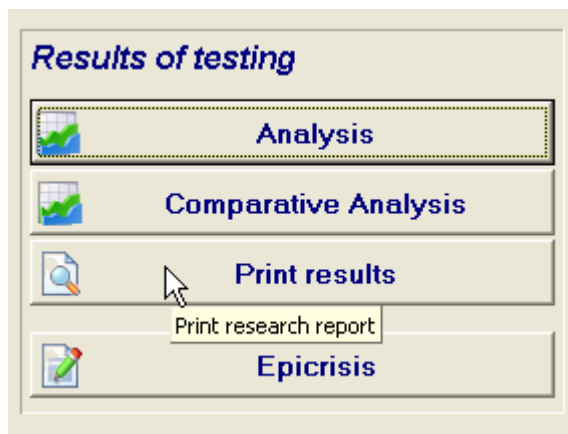 Results of testing
Analysis
Comparative Analysis
Print results
Print research report
Epicrisis